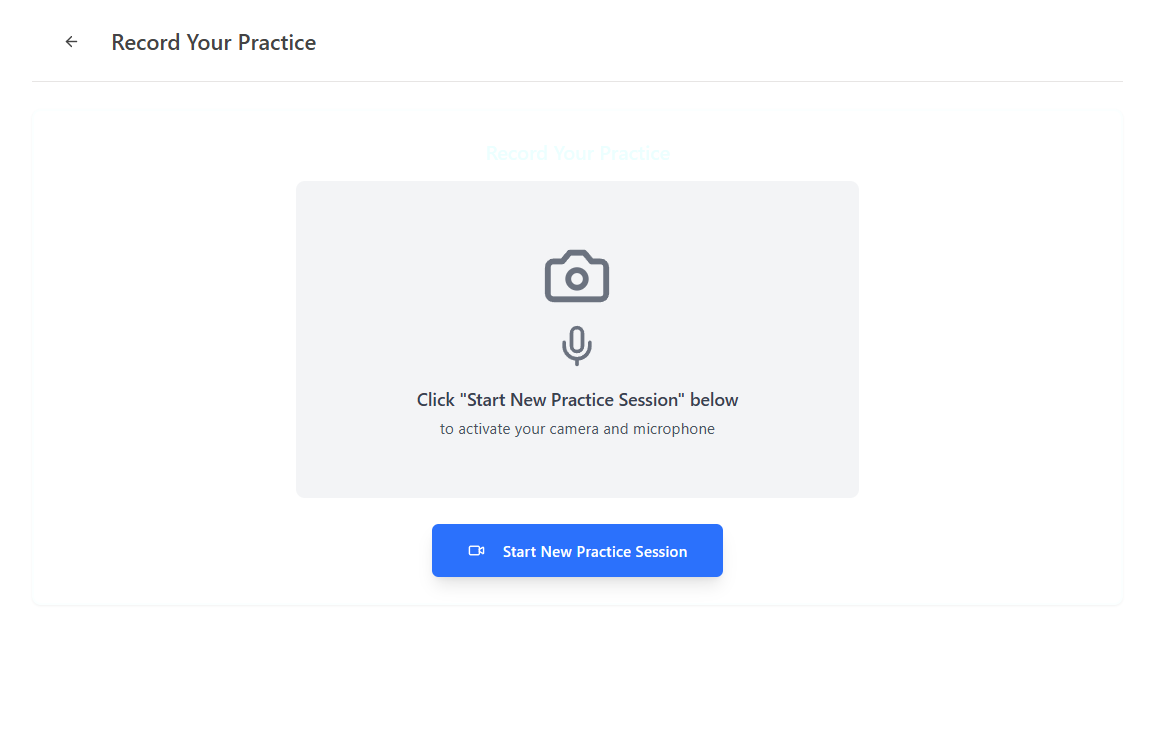 Record Your Practice
Record Your Practice
Click "Start New Practice Session" below
to activate your camera and microphone
Start New Practice Session